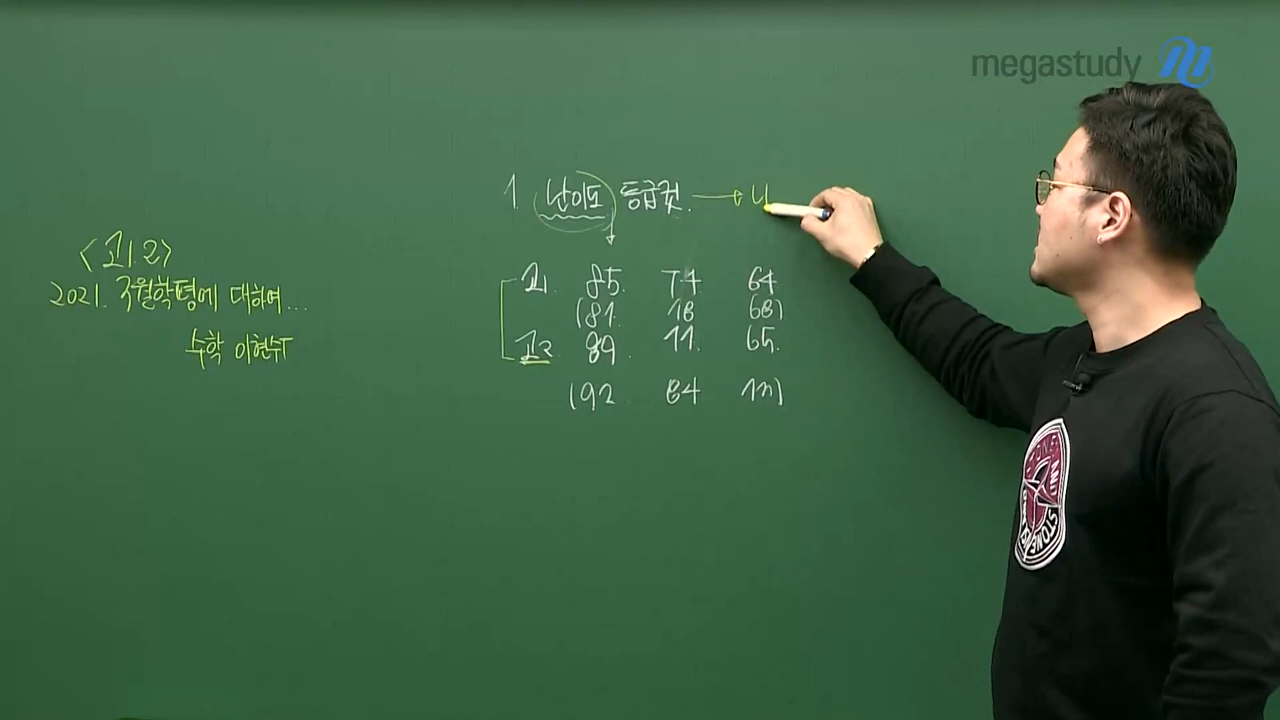 megastudy
<고1.2>
2021. 3월학평에 대하여...
수학 이현수T
1 난이도 등급컷. → 나
고1 85. 74 64
(81. 78 68)
고2. 89 77. 65.
(92. 84 77)
STONE